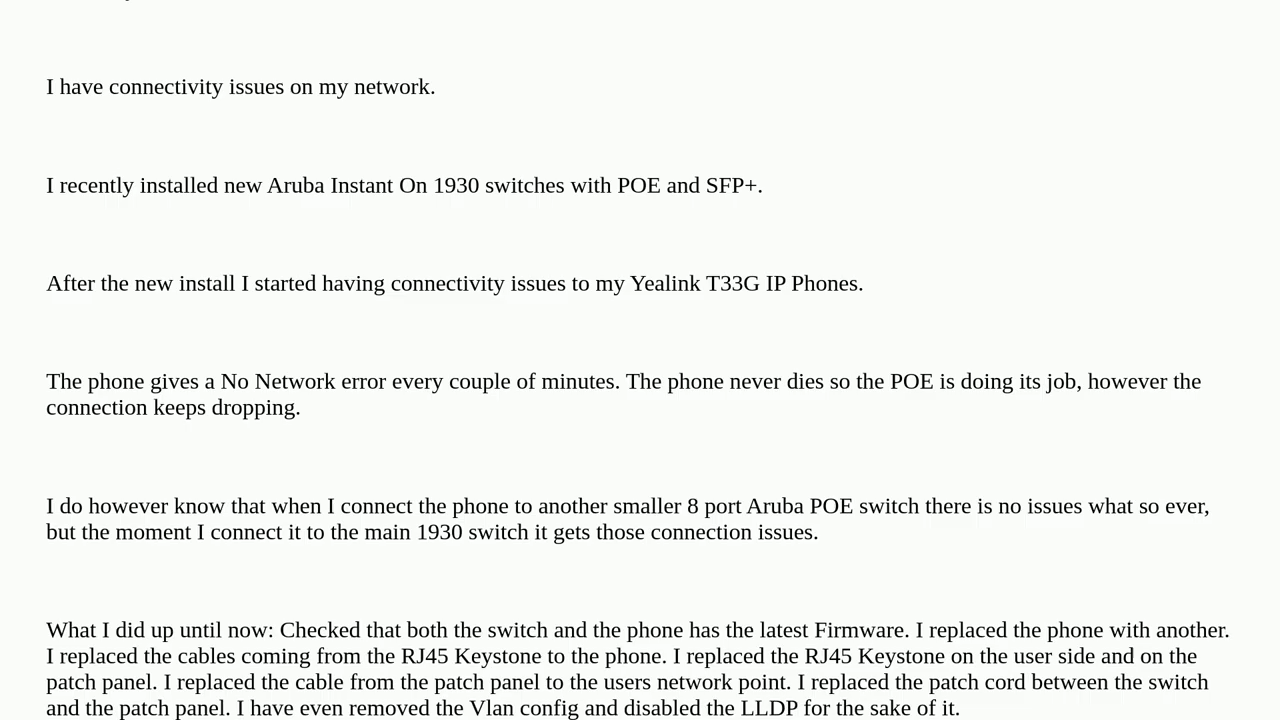 I have connectivity issues on my network.
I recently installed new Aruba Instant On 1930 switches with POE and SFP+.
After the new install I started having connectivity issues to my Yealink T33G IP Phones.
The phone gives a No Network error every couple of minutes. The phone never dies so the POE is doing its job, however the
connection keeps dropping.
I do however know that when I connect the phone to another smaller 8 port Aruba POE switch there is no issues what so ever,
but the moment I connect it to the main 1930 switch it gets those connection issues.
What I did up until now: Checked that both the switch and the phone has the latest Firmware. I replaced the phone with another.
I replaced the cables coming from the RJ45 Keystone to the phone. I replaced the RJ45 Keystone on the user side and on the
patch panel. I replaced the cable from the patch panel to the users network point. I replaced the patch cord between the switch
and the patch panel. I have even removed the Vlan config and disabled the LLDP for the sake of it.